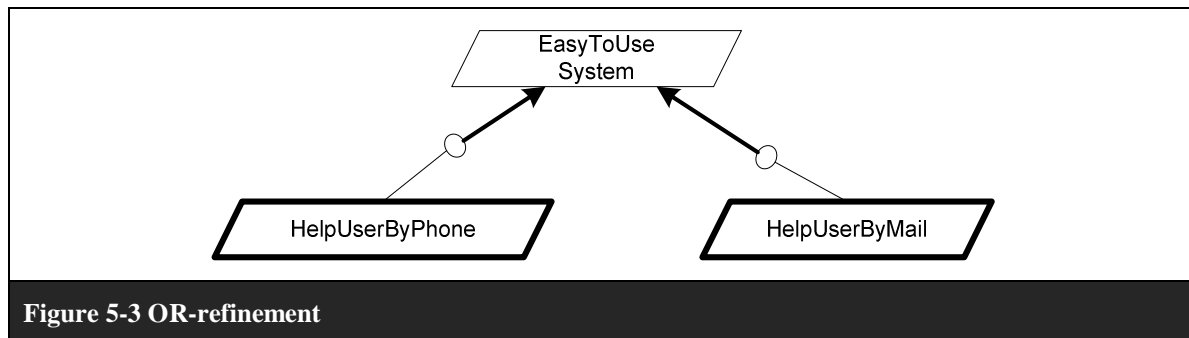 EasyToUse
System
HelpUserByPhone
HelpUserByMail
Figure 5-3 OR-refinement